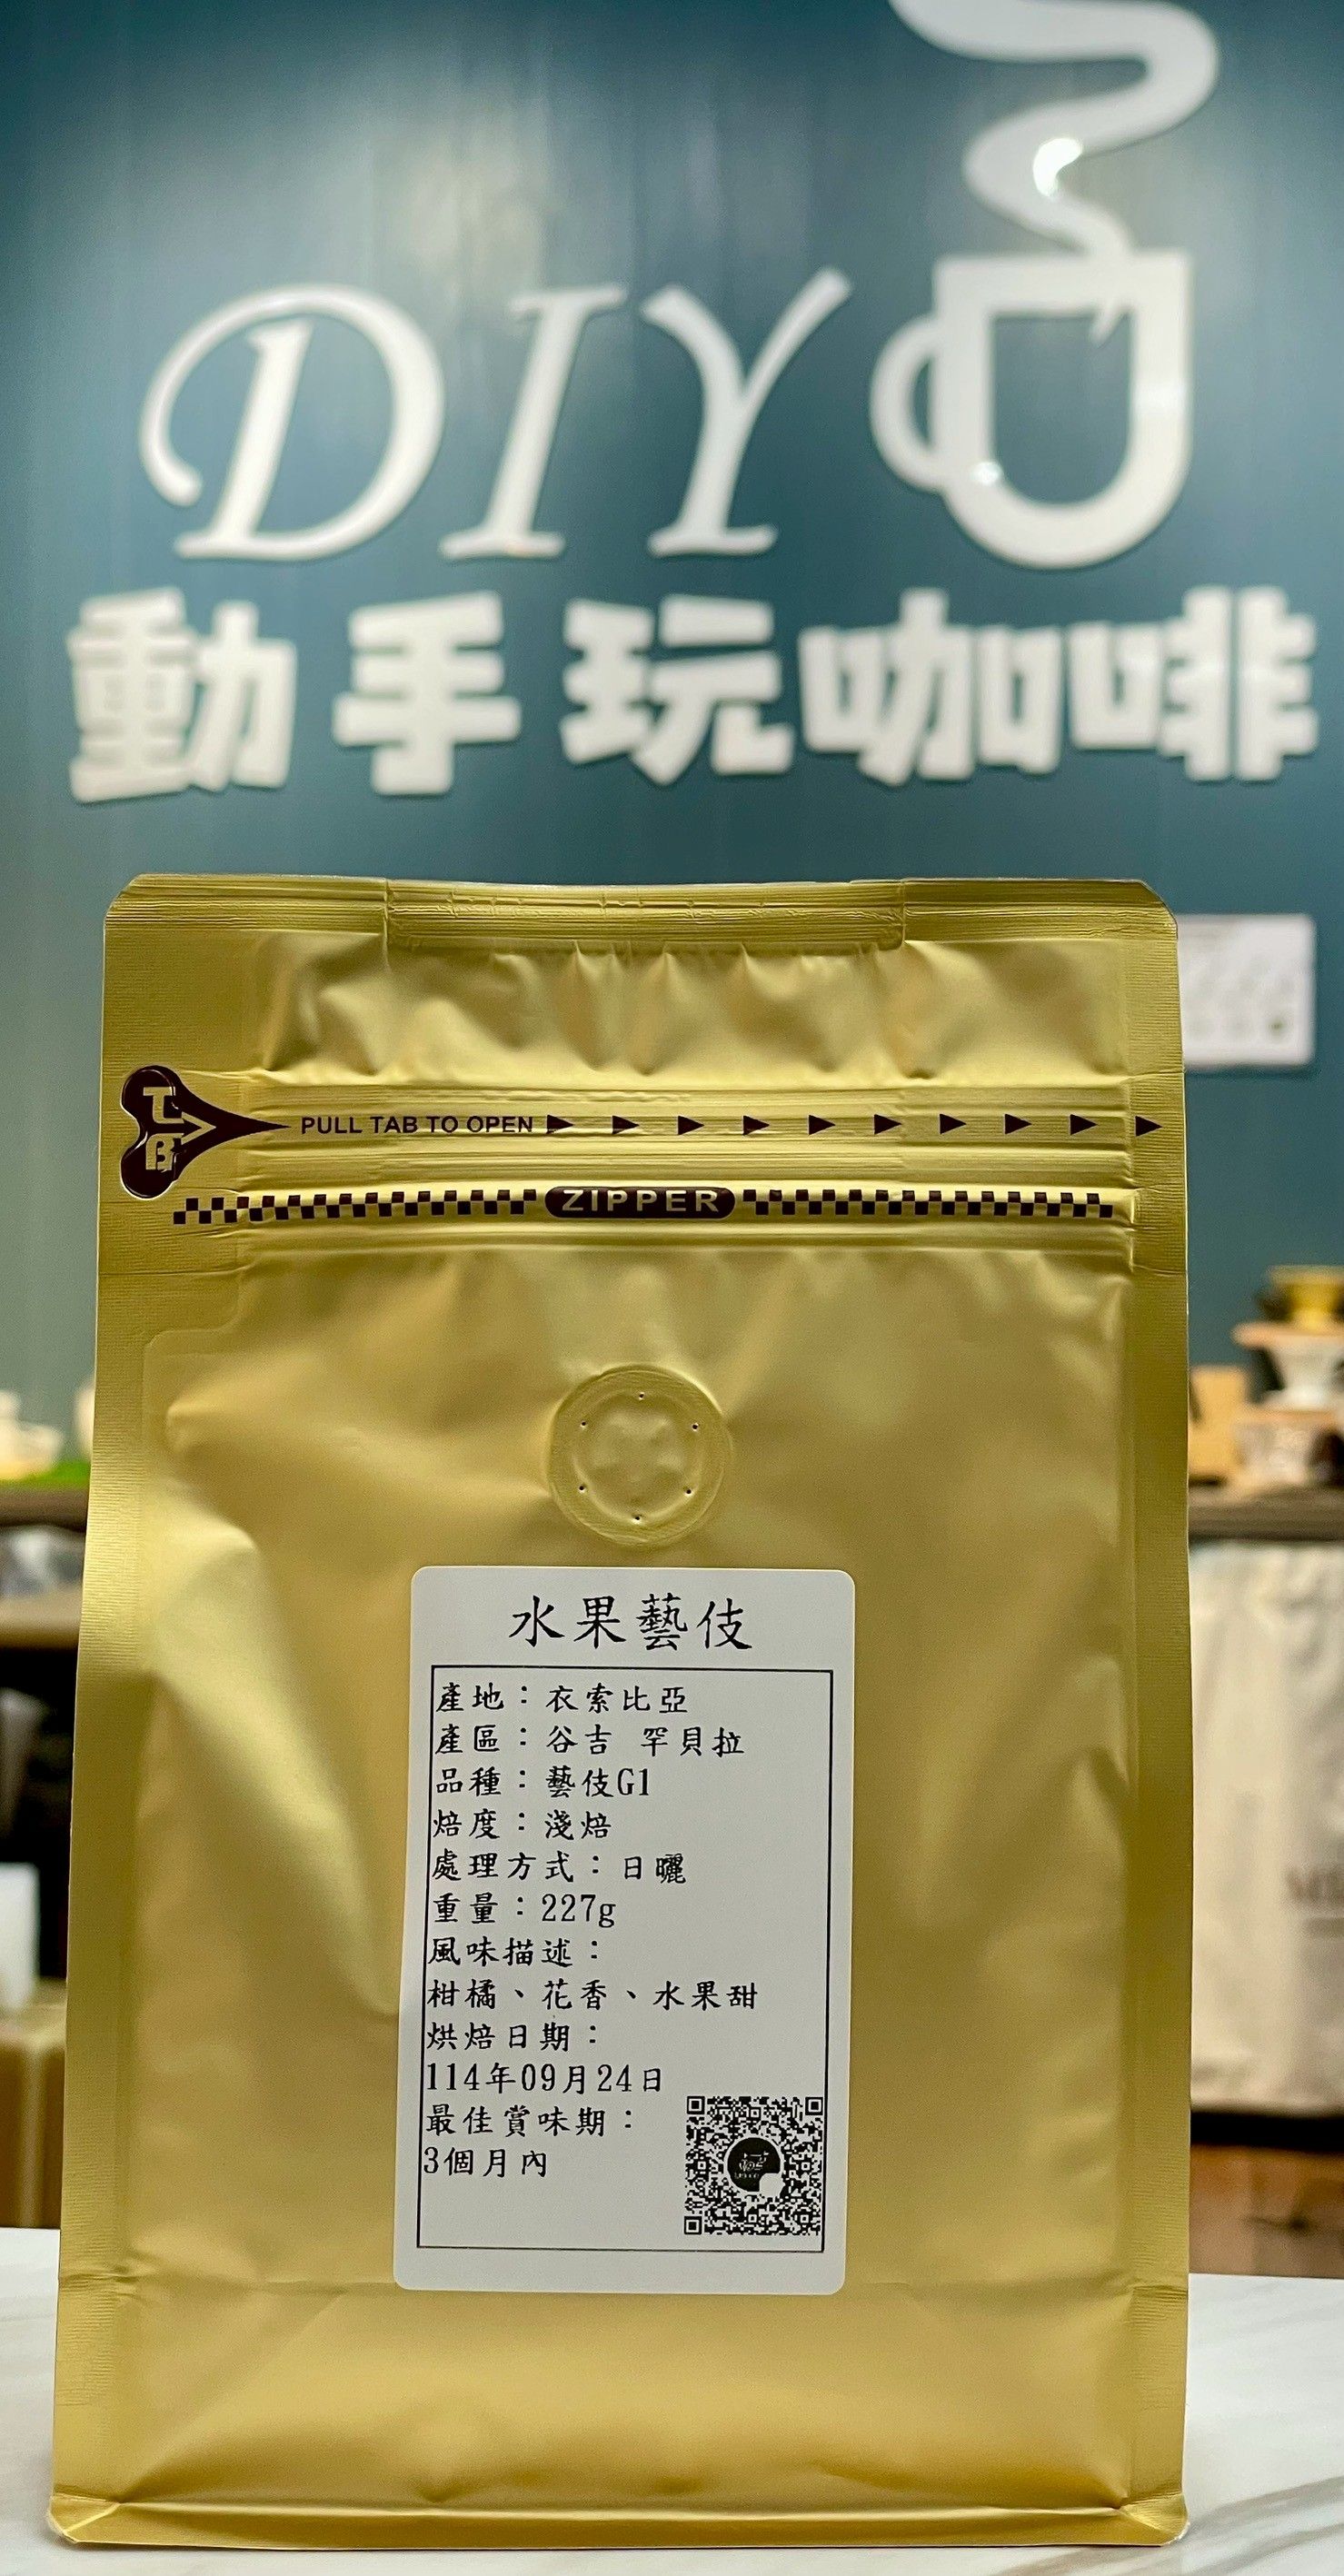 DIY
動手玩咖啡
TB
PULL TAB TO OPEN
ZIPPER
水果藝伎
產地：衣索比亞
產區：谷吉 罕貝拉
品種：藝伎G1
焙度：淺焙
處理方式：日曬
重量：227g
風味描述：
柑橘、花香、水果甜
烘焙日期：
114年09月24日
最佳賞味期：
3個月內